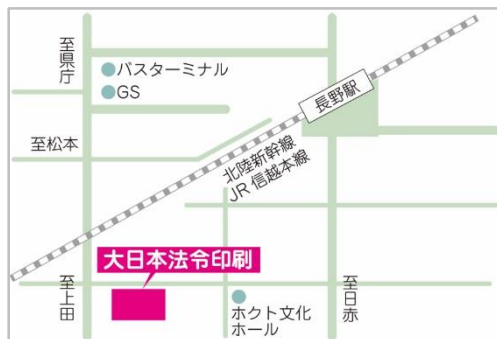 至県庁
バスターミナル
GS
長野駅
至松本
北陸新幹線
JR信越本線
大日本法令印刷
至上田
ホクト文化
ホール
至日赤